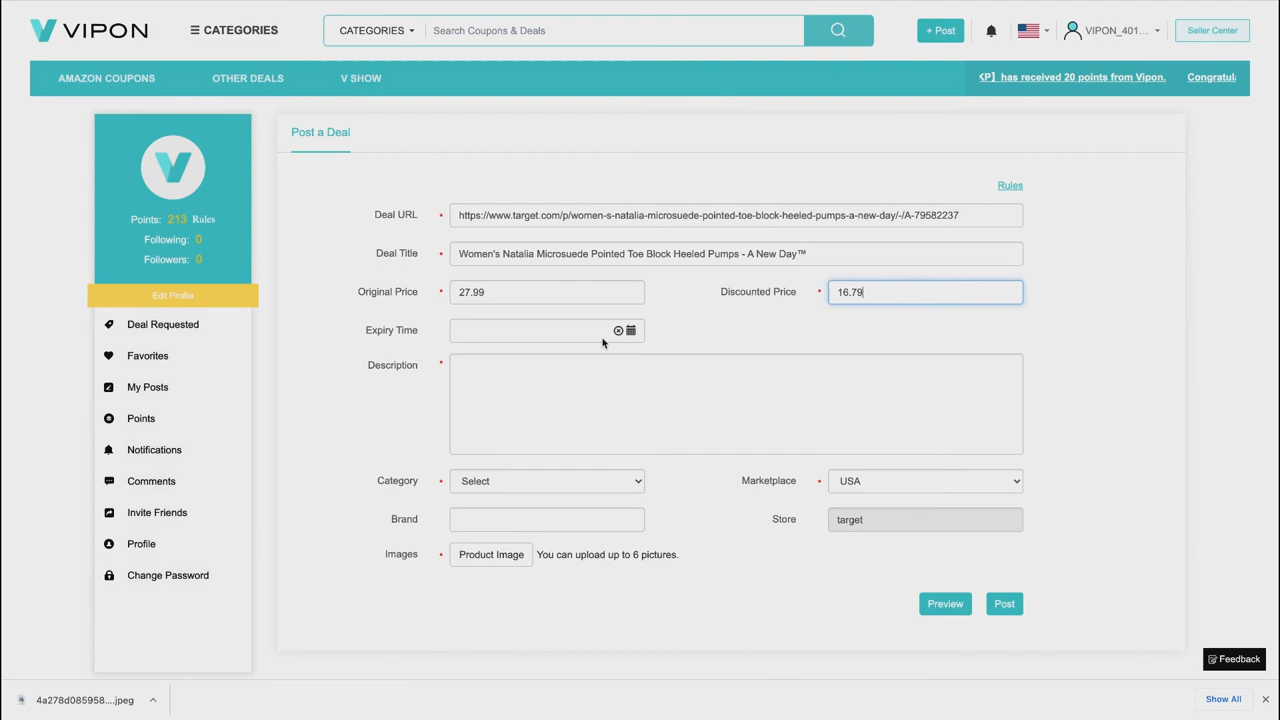 VIPON
CATEGORIES
CATEGORIES
Search Coupons & Deals
+ Post
VIPON_401...
Seller Center
AMAZON COUPONS
OTHER DEALS
V SHOW
KP】has received 20 points from Vipon.
Congratul
Points: 213 Rules
Following: 0
Followers: 0
Edit Profile
Deal Requested
Favorites
My Posts
Points
Notifications
Comments
Invite Friends
Profile
Change Password
Post a Deal
Rules
Deal URL * https://www.target.com/p/women-s-natalia-microsuede-pointed-toe-block-heeled-pumps-a-new-day/-/A-79582237
Deal Title * Women's Natalia Microsuede Pointed Toe Block Heeled Pumps - A New Day™
Original Price * 27.99
Discounted Price * 16.79
Expiry Time
Description *
Category * Select
Marketplace * USA
Brand
Store target
Images * Product Image You can upload up to 6 pictures.
Preview
Post
Feedback
4a278d085958....jpeg
Show All